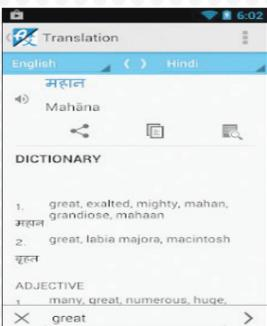 6:02
Translation
English ( ) Hindi
महान
Mahāna
DICTIONARY
1. great, exalted, mighty, mahan,
महान grandiose, mahaan
2. great, labia majora, macintosh
वृहत
ADJECTIVE
1 many, great, numerous, huge,
great